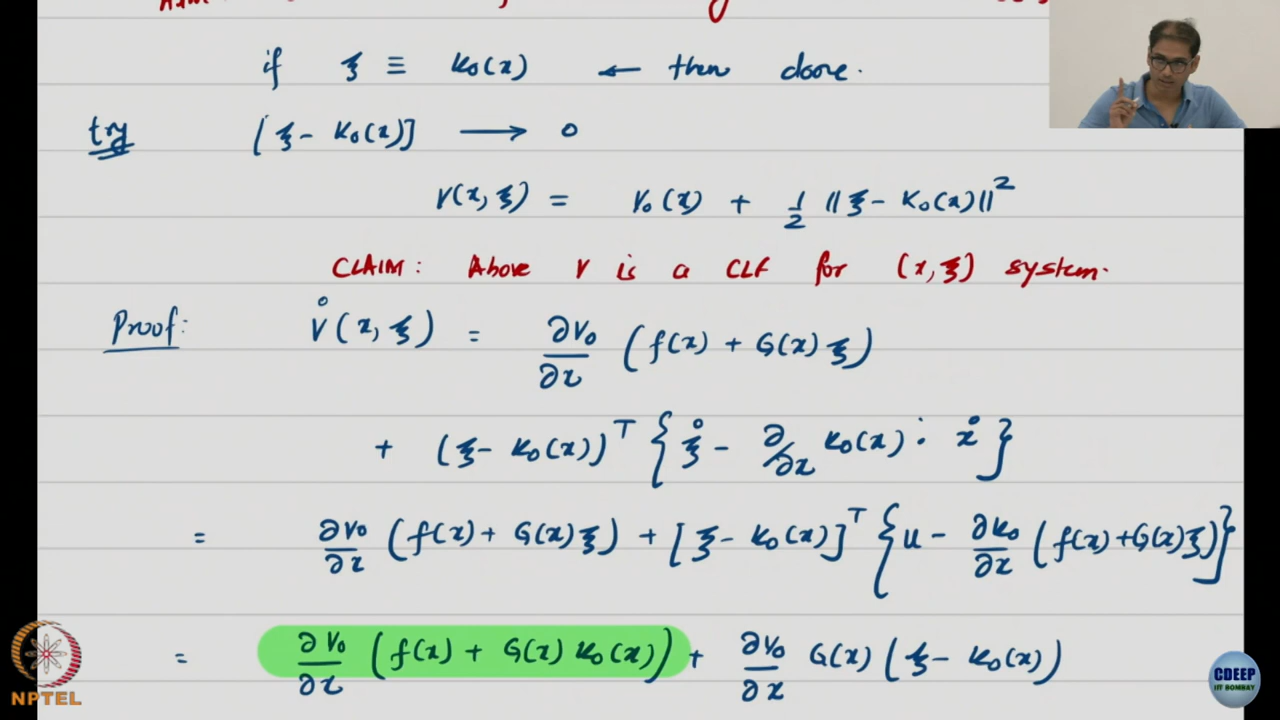 if ξ ≡ k₀(x) ← then done.
try [ξ - k₀(x)] → 0
V(x, ξ) = V₀(x) + 1/2 ||ξ - k₀(x)||²
CLAIM: Above V is a CLF for (x, ξ) system.
Proof: V̇(x, ξ) = ∂V₀/∂x (f(x) + G(x) ξ)
+ (ξ - k₀(x))ᵀ { ξ̇ - ∂/∂x k₀(x) · ẋ }
= ∂V₀/∂x (f(x) + G(x) ξ) + [ξ - k₀(x)]ᵀ { u - ∂k₀/∂x (f(x) + G(x) ξ) }
= ∂V₀/∂x (f(x) + G(x) k₀(x)) + ∂V₀/∂x G(x) (ξ - k₀(x))
NPTEL
CDEEP
IIT BOMBAY